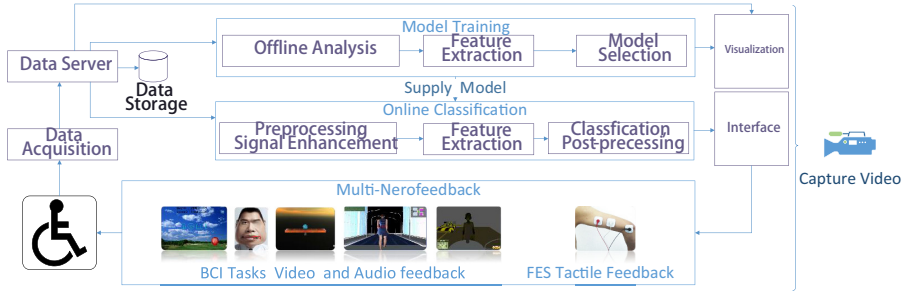 Model Training
Offline Analysis
Feature
Extraction
Model
Selection
Visualization
Data Server
Data
Storage
Supply Model
Online Classification
Preprocessing
Signal Enhancement
Feature
Extraction
Classfication
Post-precessing
Interface
Data
Acquisition
Capture Video
Multi-Nerofeedback
BCI Tasks Video and Audio feedback
FES Tactile Feedback